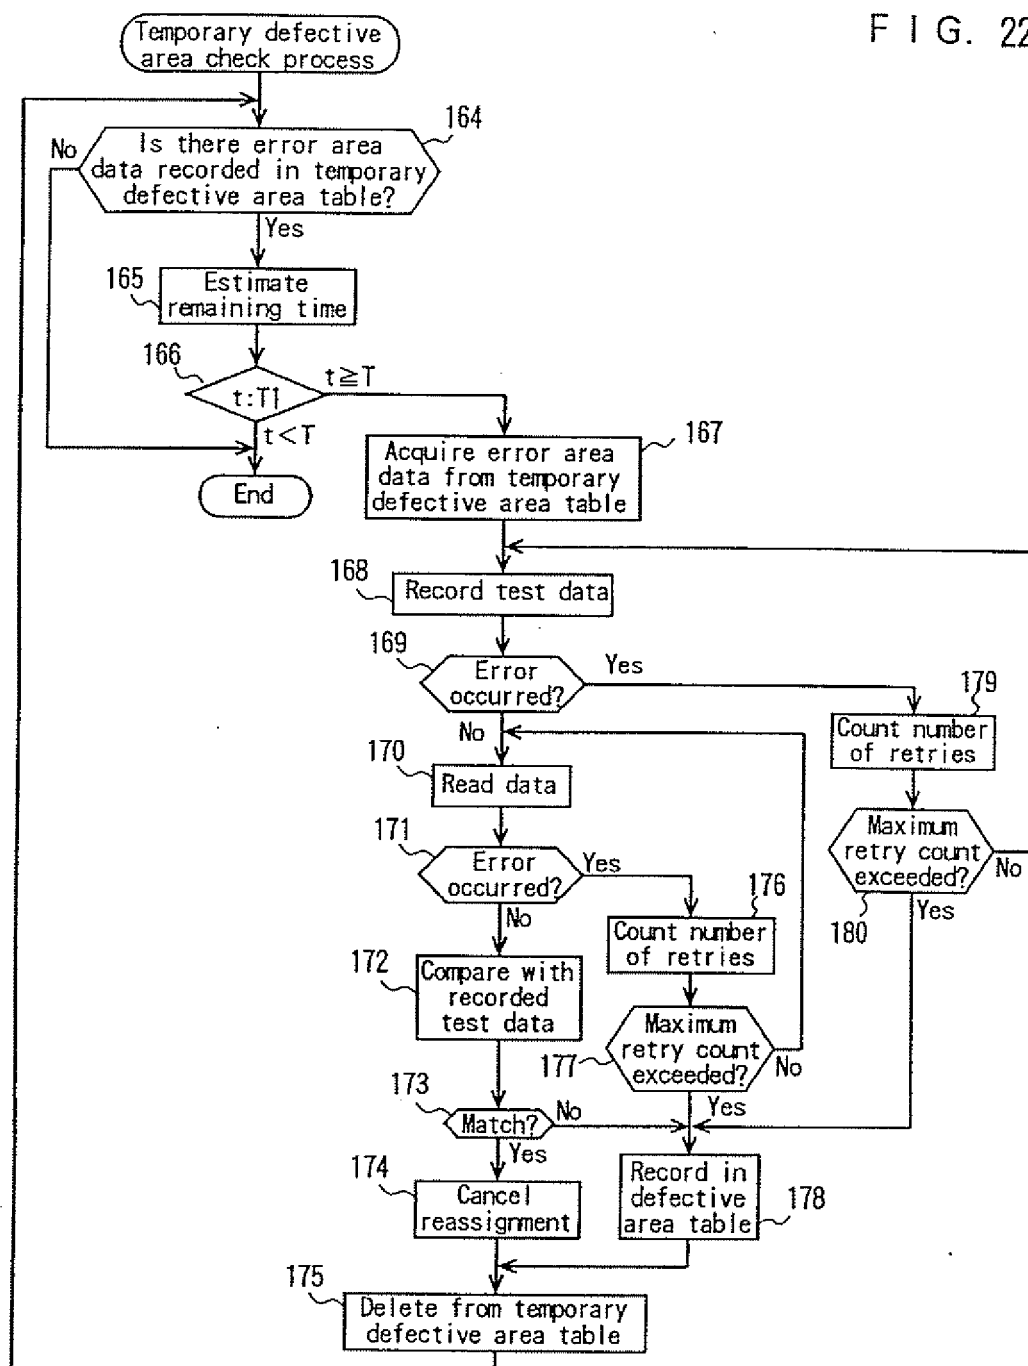 FIG. 22
Temporary defective
area check process
164
No
Is there error area
data recorded in temporary
defective area table?
Yes
165
Estimate
remaining time
166
t:T1
t≧T
t<T
End
167
Acquire error area
data from temporary
defective area table
168
Record test data
169
Error
occurred?
Yes
No
179
Count number
of retries
170
Read data
171
Error
occurred?
Yes
No
Maximum
retry count
exceeded?
No
180
Yes
176
Count number
of retries
172
Compare with
recorded
test data
Maximum
retry count
exceeded?
177
No
Yes
173
Match?
No
Yes
174
Cancel
reassignment
Record in
defective
area table
178
175
Delete from temporary
defective area table